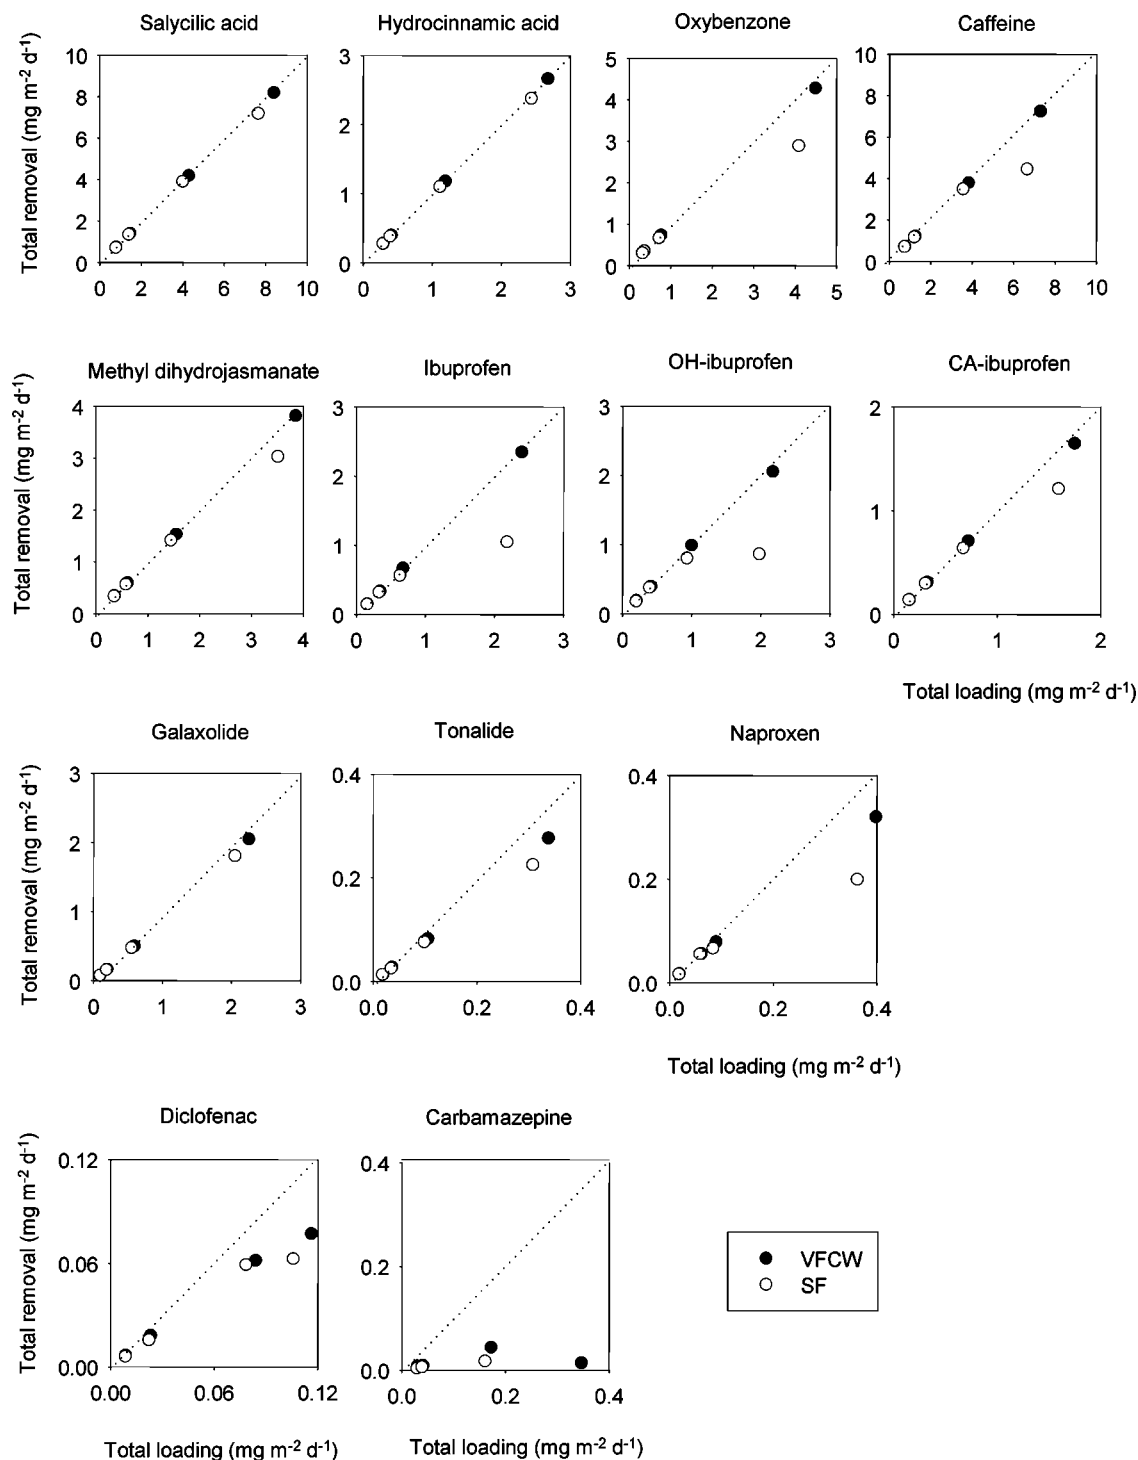 Salycilic acid
Hydrocinnamic acid
Oxybenzone
Caffeine
Total removal (mg m-2 d-1)
10
8
6
4
2
0
0 2 4 6 8 10
3
2
1
0
0 1 2 3
5
4
3
2
1
0
0 1 2 3 4 5
10
8
6
4
2
0
0 2 4 6 8 10
Methyl dihydrojasmanate
Ibuprofen
OH-ibuprofen
CA-ibuprofen
Total removal (mg m-2 d-1)
4
3
2
1
0
0 1 2 3 4
3
2
1
0
0 1 2 3
3
2
1
0
0 1 2 3
2
1
0
0 1 2
Total loading (mg m-2 d-1)
Galaxolide
Tonalide
Naproxen
Total removal (mg m-2 d-1)
3
2
1
0
0 1 2 3
0.4
0.2
0.0
0.0 0.2 0.4
0.4
0.2
0.0
0.0 0.2 0.4
Total loading (mg m-2 d-1)
Diclofenac
Carbamazepine
Total removal (mg m-2 d-1)
0.12
0.06
0.00
0.00 0.06 0.12
0.4
0.2
0.0
0.0 0.2 0.4
VFCW
SF
Total loading (mg m-2 d-1)
Total loading (mg m-2 d-1)